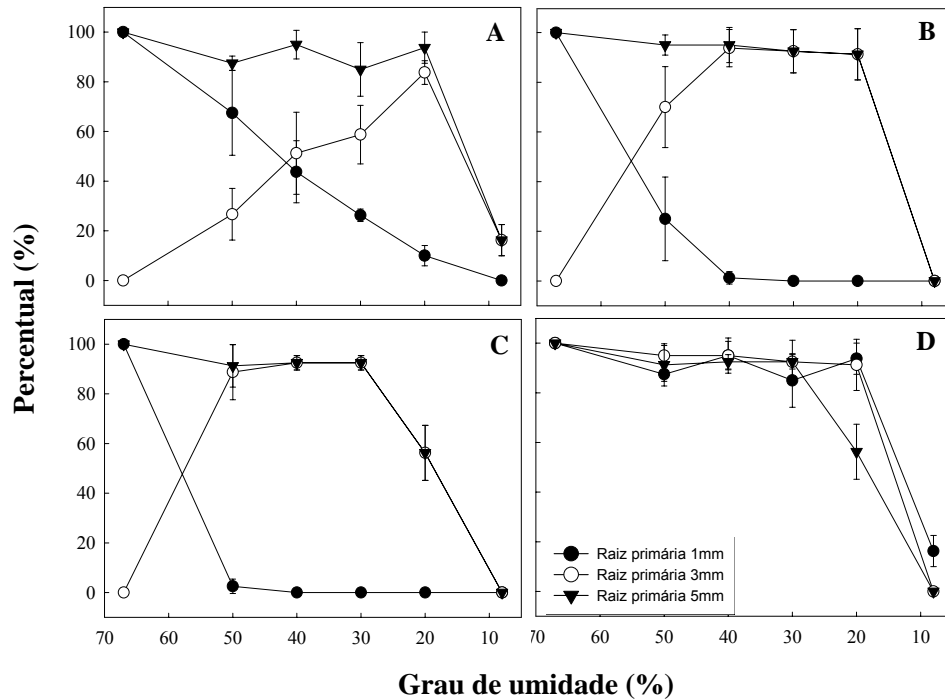 A
B
100
80
60
40
20
0
C
D
100
80
60
40
20
0
Percentual (%)
Raiz primária 1mm
Raiz primária 3mm
Raiz primária 5mm
70 60 50 40 30 20 10
70 60 50 40 30 20 10
Grau de umidade (%)